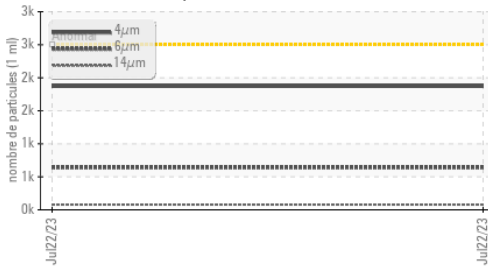 nombre de particules (1 ml)
3k
3k
2k
2k
1k
1k
0k
Anormal
4µm
6µm
14µm
Jul22/23
Jul22/23